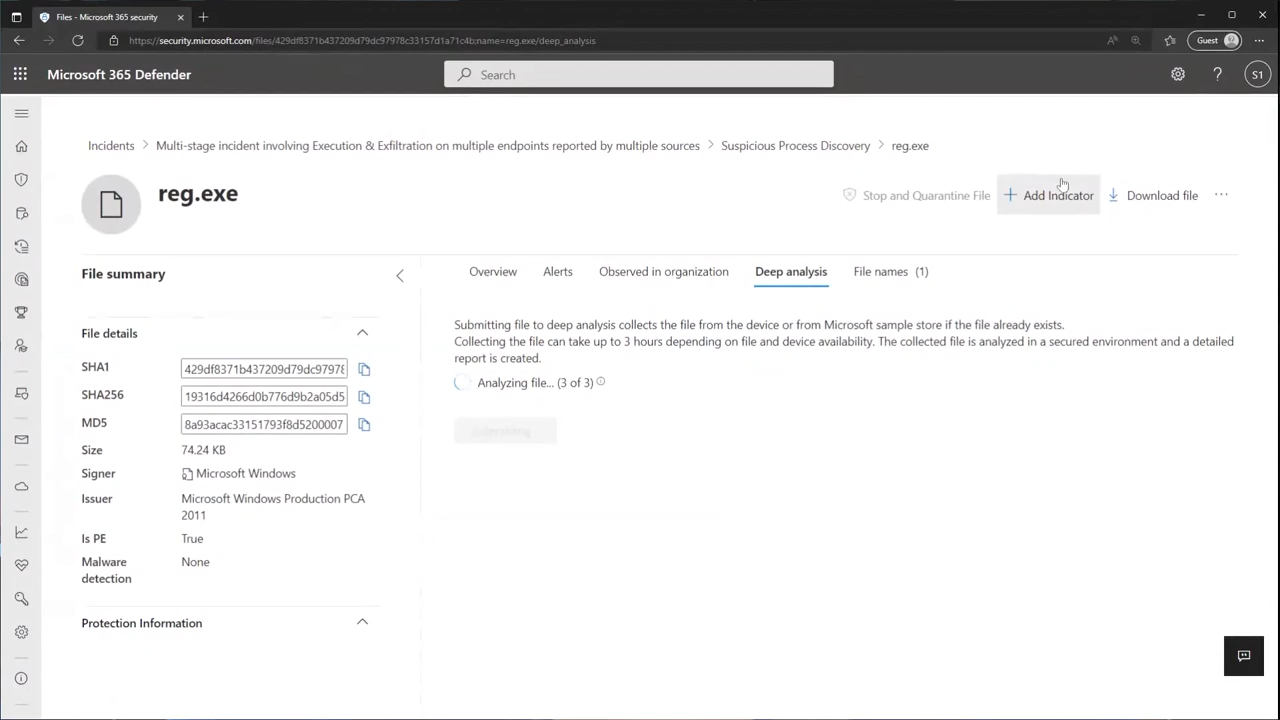 Files - Microsoft 365 security
https://security.microsoft.com/files/429df8371b437209d79dc97978c33157d1a71c4b;name=reg.exe/deep_analysis
Guest
Microsoft 365 Defender
Search
S1
Incidents > Multi-stage incident involving Execution & Exfiltration on multiple endpoints reported by multiple sources > Suspicious Process Discovery > reg.exe
reg.exe
Stop and Quarantine File
Add Indicator
Download file
File summary
Overview
Alerts
Observed in organization
Deep analysis
File names (1)
Submitting file to deep analysis collects the file from the device or from Microsoft sample store if the file already exists.
Collecting the file can take up to 3 hours depending on file and device availability. The collected file is analyzed in a secured environment and a detailed
report is created.
Analyzing file... (3 of 3)
File details
SHA1
429df8371b437209d79dc97978
SHA256
19316d4266d0b776d9b2a05d5
MD5
8a93acac33151793f8d5200007
Size
74.24 KB
Signer
Microsoft Windows
Issuer
Microsoft Windows Production PCA
2011
Is PE
True
Malware
detection
None
Protection Information